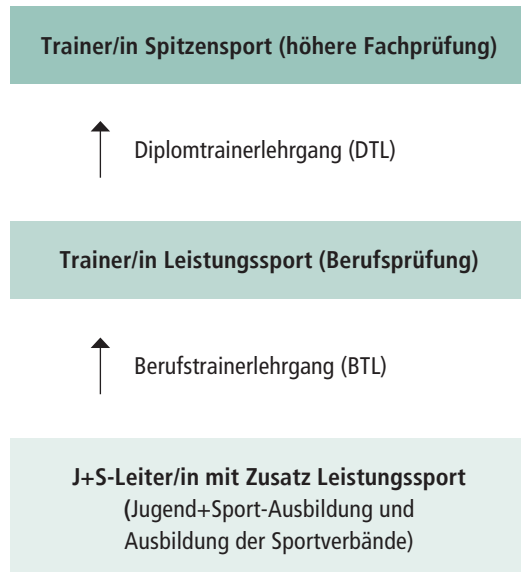 Trainer/in Spitzensport (höhere Fachprüfung)
Diplomtrainerlehrgang (DTL)
Trainer/in Leistungssport (Berufsprüfung)
Berufstrainerlehrgang (BTL)
J+S-Leiter/in mit Zusatz Leistungssport
(Jugend+Sport-Ausbildung und
Ausbildung der Sportverbände)